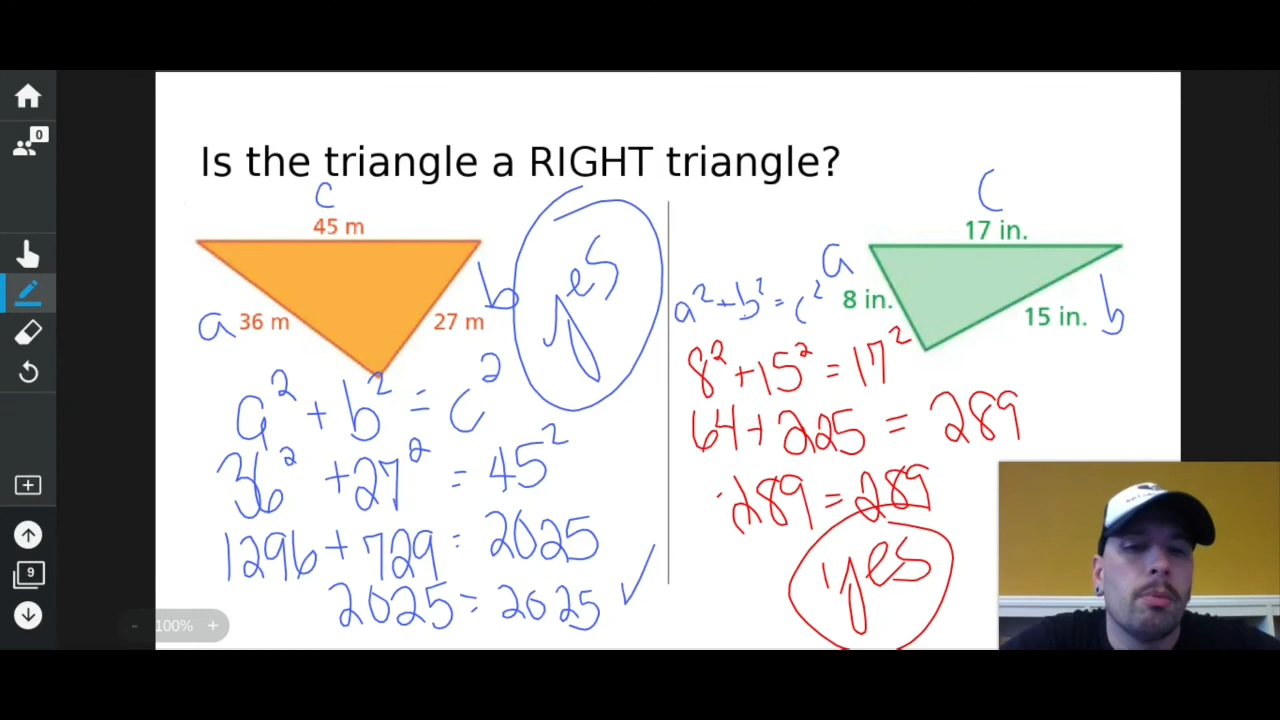 0
Is the triangle a RIGHT triangle?
c
45 m
a
36 m
b
27 m
yes
a² + b² = c²
36² + 27² = 45²
1296 + 729 = 2025
2025 = 2025 ✓
c
17 in.
a
8 in.
b
15 in.
a² + b² = c²
8² + 15² = 17²
64 + 225 = 289
289 = 289
yes
9
- 100% +